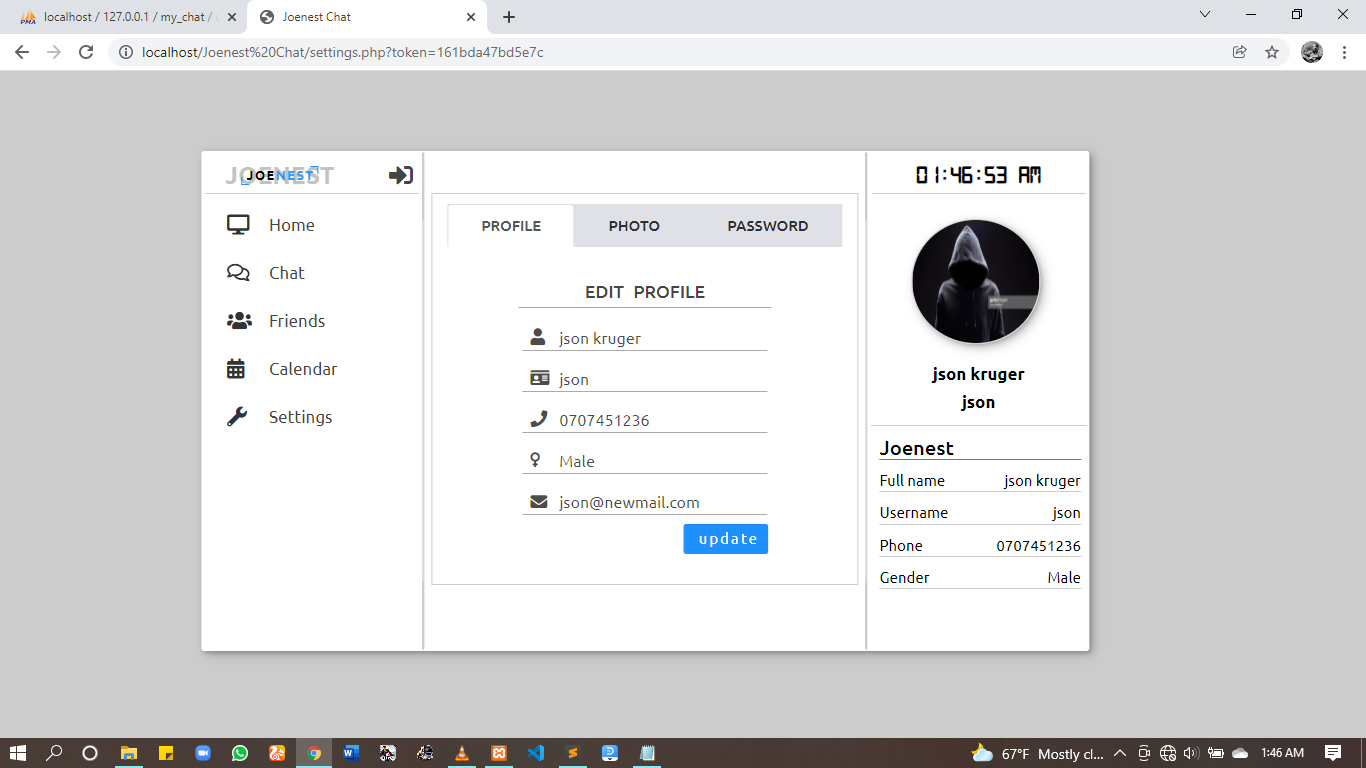 localhost / 127.0.0.1 / my_chat /
Joenest Chat
localhost/Joenest%20Chat/settings.php?token=161bda47bd5e7c
JOENEST
JOENEST
01:46:53 AM
Home
Chat
Friends
Calendar
Settings
PROFILE PHOTO PASSWORD
EDIT PROFILE
json kruger
json
0707451236
Male
json@newmail.com
update
json kruger
json
Joenest
Full name json kruger
Username json
Phone 0707451236
Gender Male
67°F Mostly cl...
1:46 AM